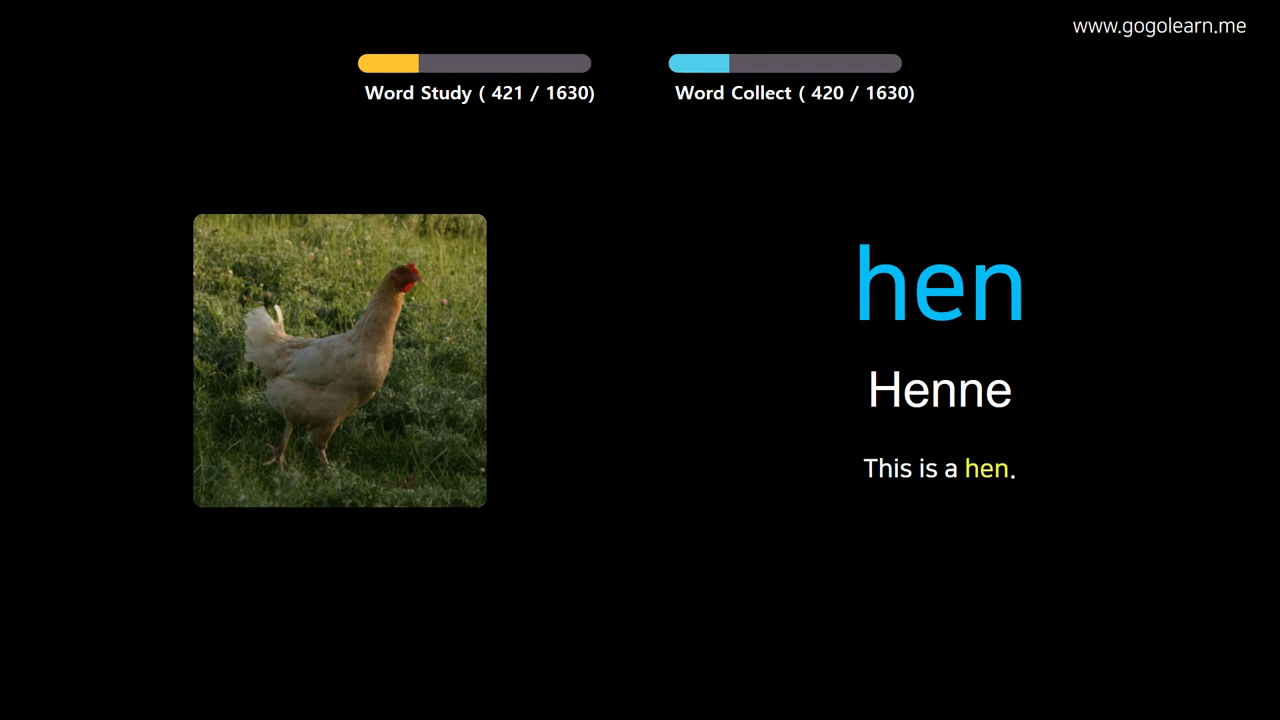 www.gogolearn.me
Word Study ( 421 / 1630)
Word Collect ( 420 / 1630)
hen
Henne
This is a hen.